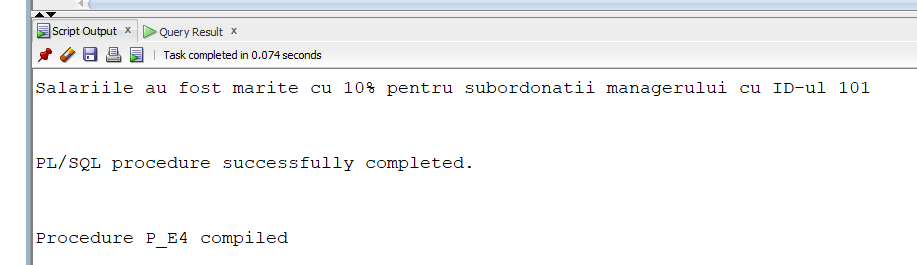 Script Output x Query Result x
Task completed in 0.074 seconds
Salariile au fost marite cu 10% pentru subordonatii managerului cu ID-ul 101
PL/SQL procedure successfully completed.
Procedure P_E4 compiled